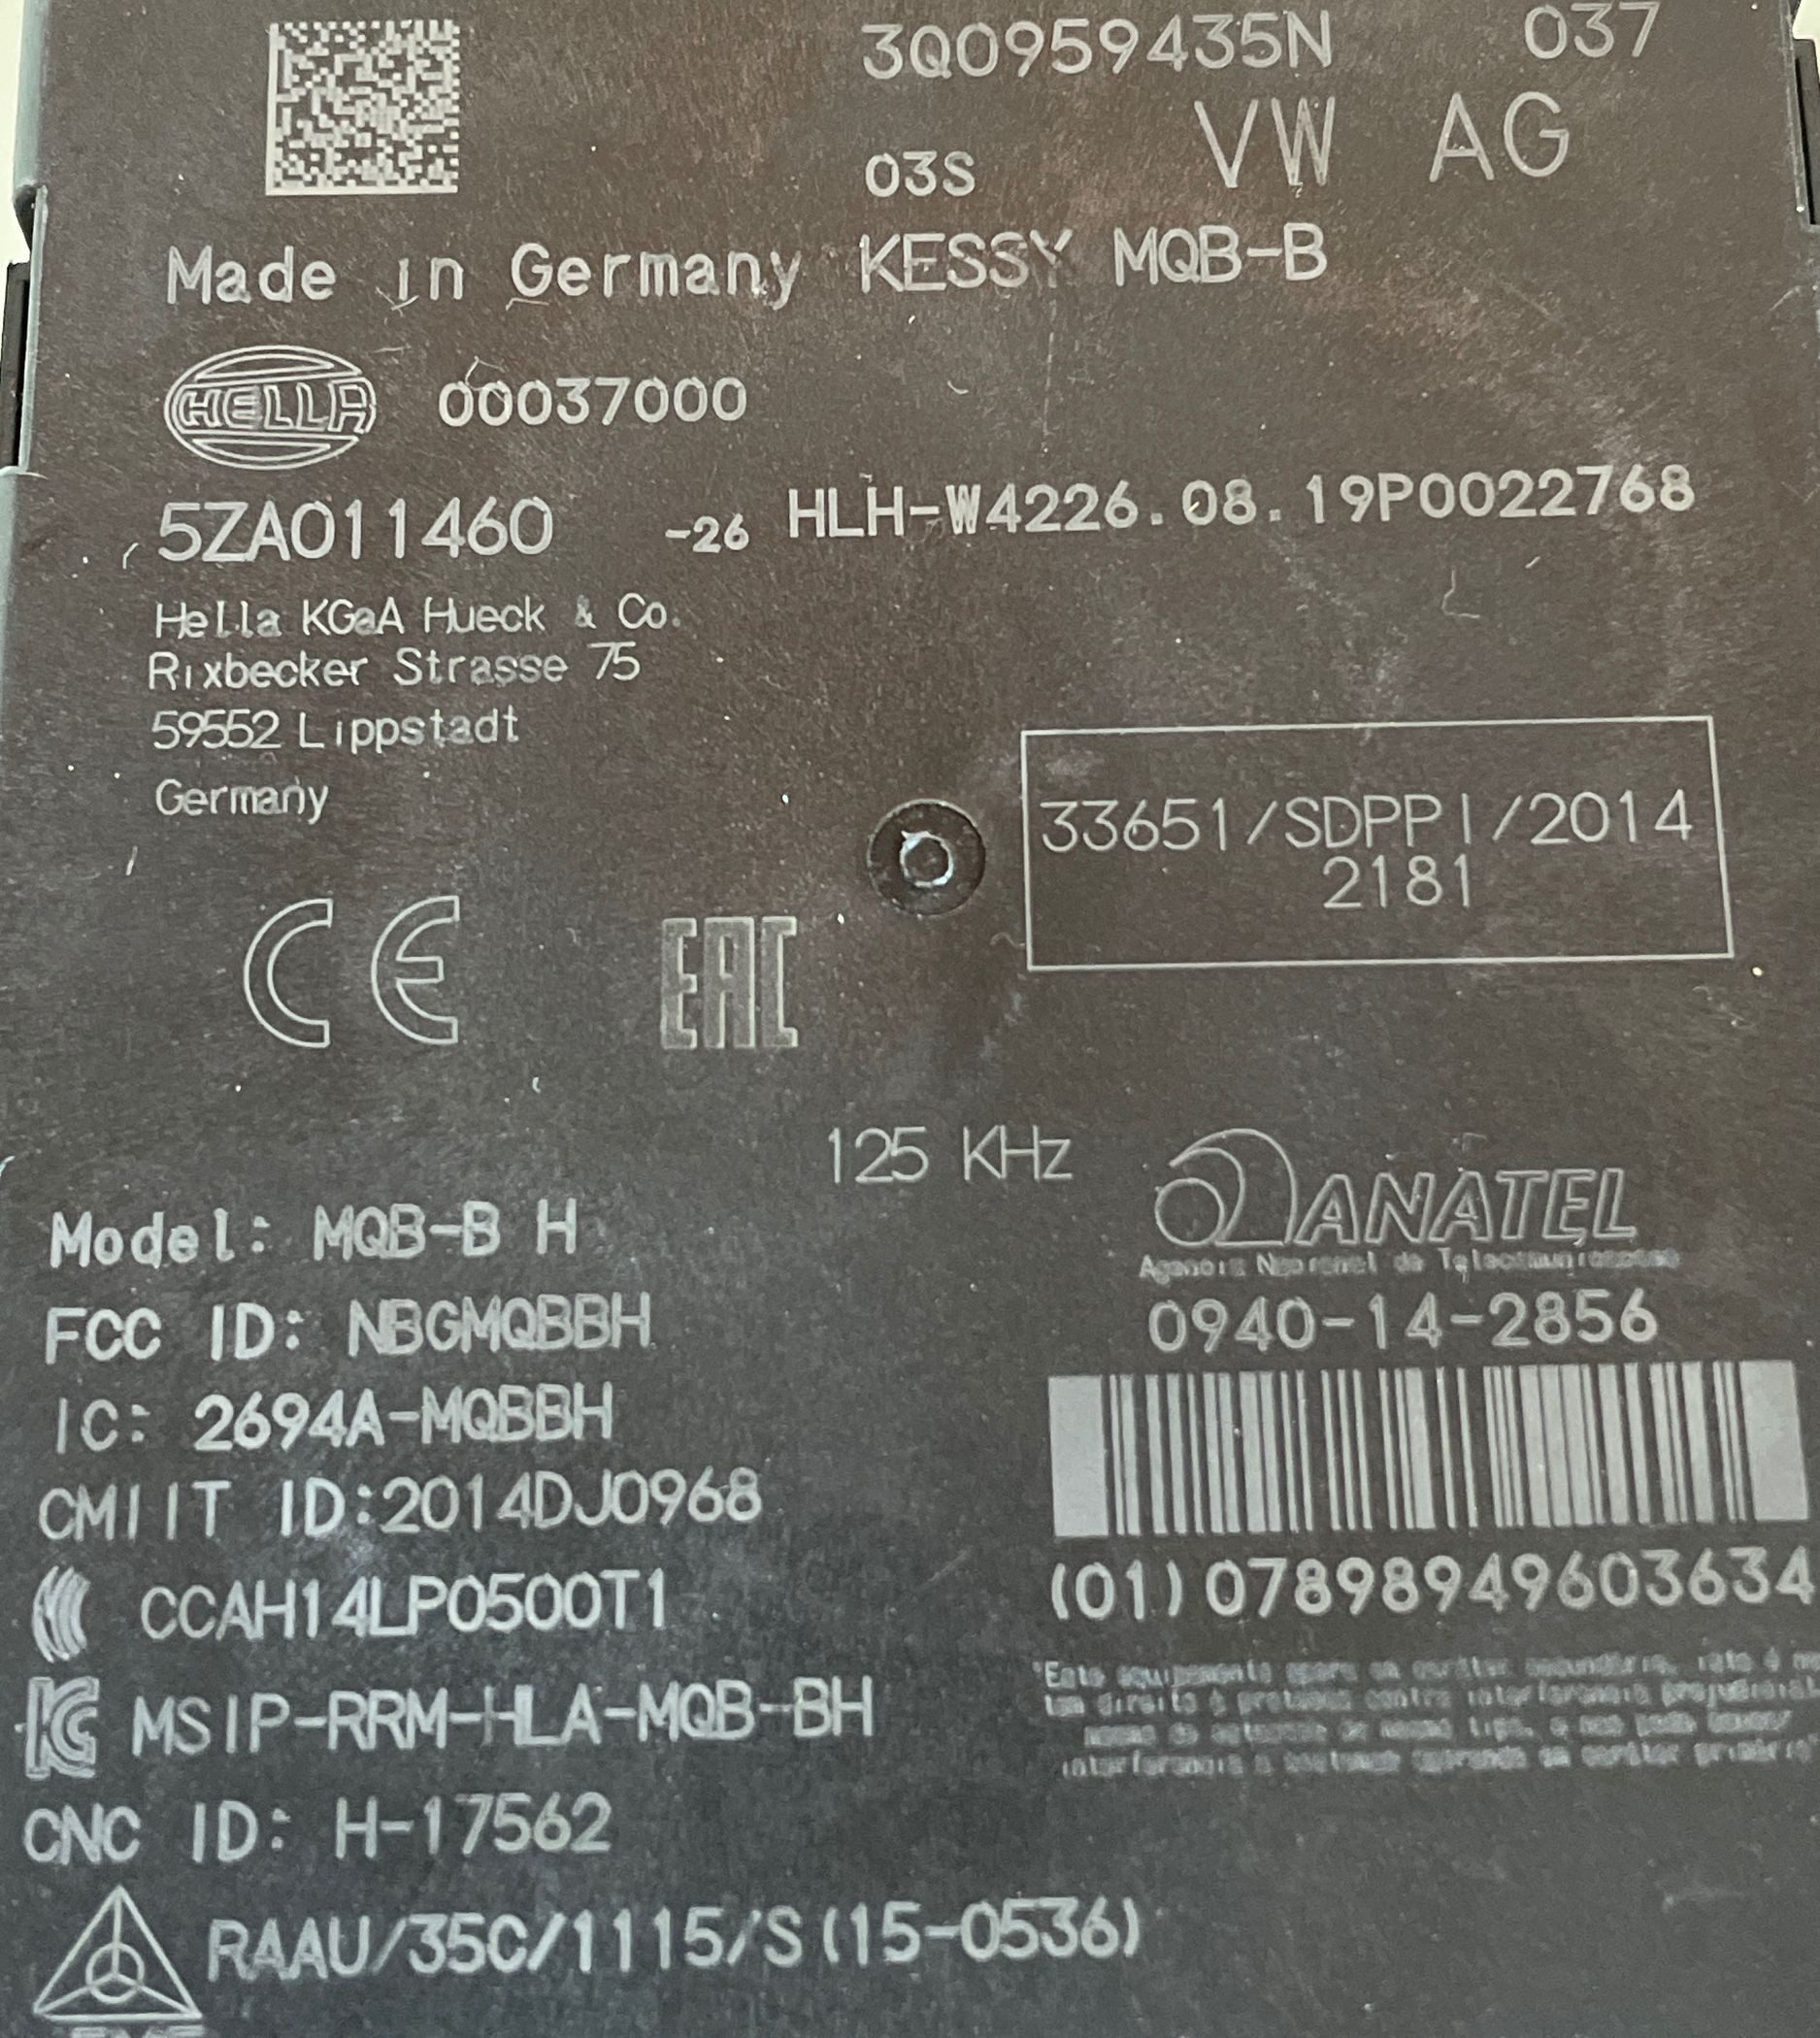 3Q0959435N 037
03S VW AG
Made in Germany KESSY MQB-B
HELLA 00037000
5ZA011460 -26 HLH-W4226.08.19P0022768
Hella KGaA Hueck & Co.
Rixbecker Strasse 75
59552 Lippstadt
Germany
33651/SDPPI/2014
2181
CE EAC
125 KHz
ANATEL
Model: MQB-B H
FCC ID: NBGMQBBH
0940-14-2856
IC: 2694A-MQBBH
CMIIT ID:2014DJ0968
(01)07898949603634
CCAH14LP0500T1
MSIP-RRM-HLA-MQB-BH
CNC ID: H-17562
RAAU/35C/1115/S(15-0536)